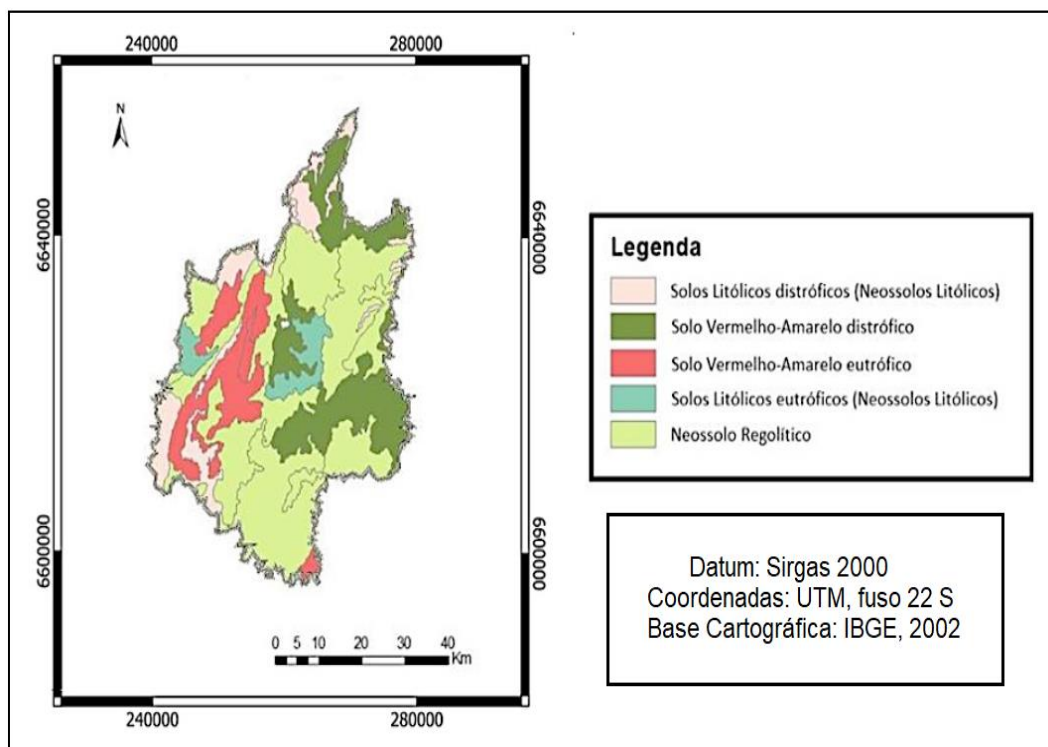 240000
280000
N
6640000
6640000
6600000
6600000
0 5 10 20 30 40
Km
240000
280000
Legenda
Solos Litólicos distróficos (Neossolos Litólicos)
Solo Vermelho-Amarelo distrófico
Solo Vermelho-Amarelo eutrófico
Solos Litólicos eutróficos (Neossolos Litólicos)
Neossolo Regolítico
Datum: Sirgas 2000
Coordenadas: UTM, fuso 22 S
Base Cartográfica: IBGE, 2002